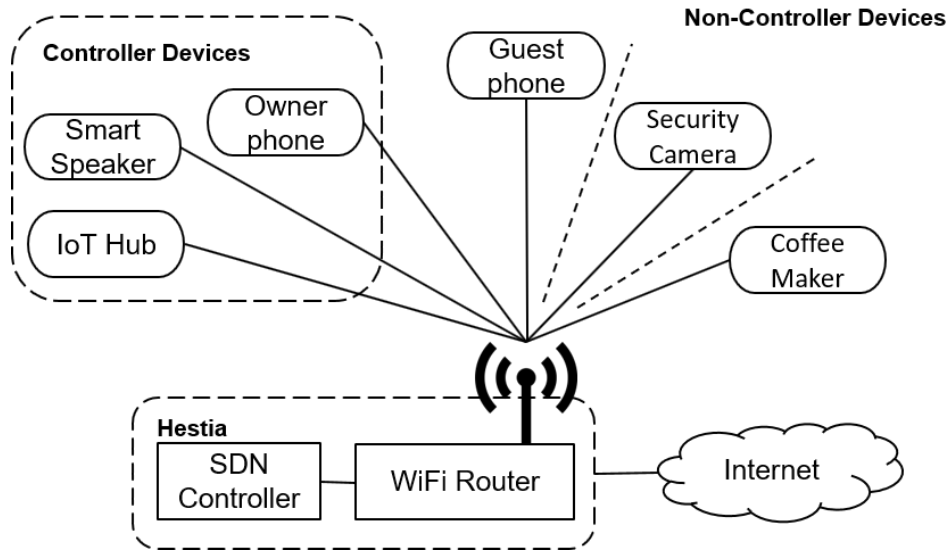 Non-Controller Devices
Controller Devices
Guest
phone
Owner
phone
Smart
Speaker
Security
Camera
IoT Hub
Coffee
Maker
Hestia
SDN
Controller
WiFi Router
Internet